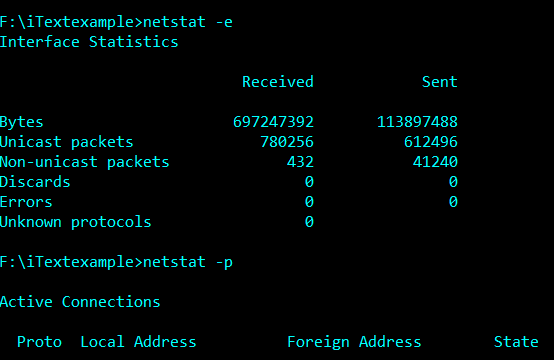 F:\iTextexample>netstat -e
Interface Statistics
Received Sent
Bytes 697247392 113897488
Unicast packets 780256 612496
Non-unicast packets 432 41240
Discards 0 0
Errors 0 0
Unknown protocols 0
F:\iTextexample>netstat -p
Active Connections
Proto Local Address Foreign Address State